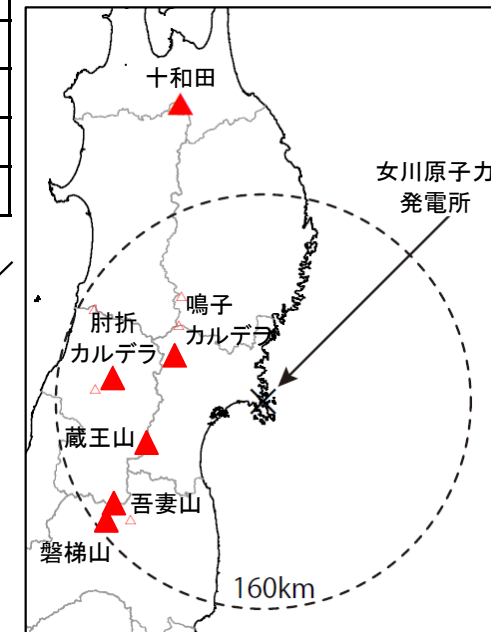 十和田
女川原子力
発電所
鳴子
カルデラ
肘折
カルデラ
蔵王山
吾妻山
磐梯山
160km